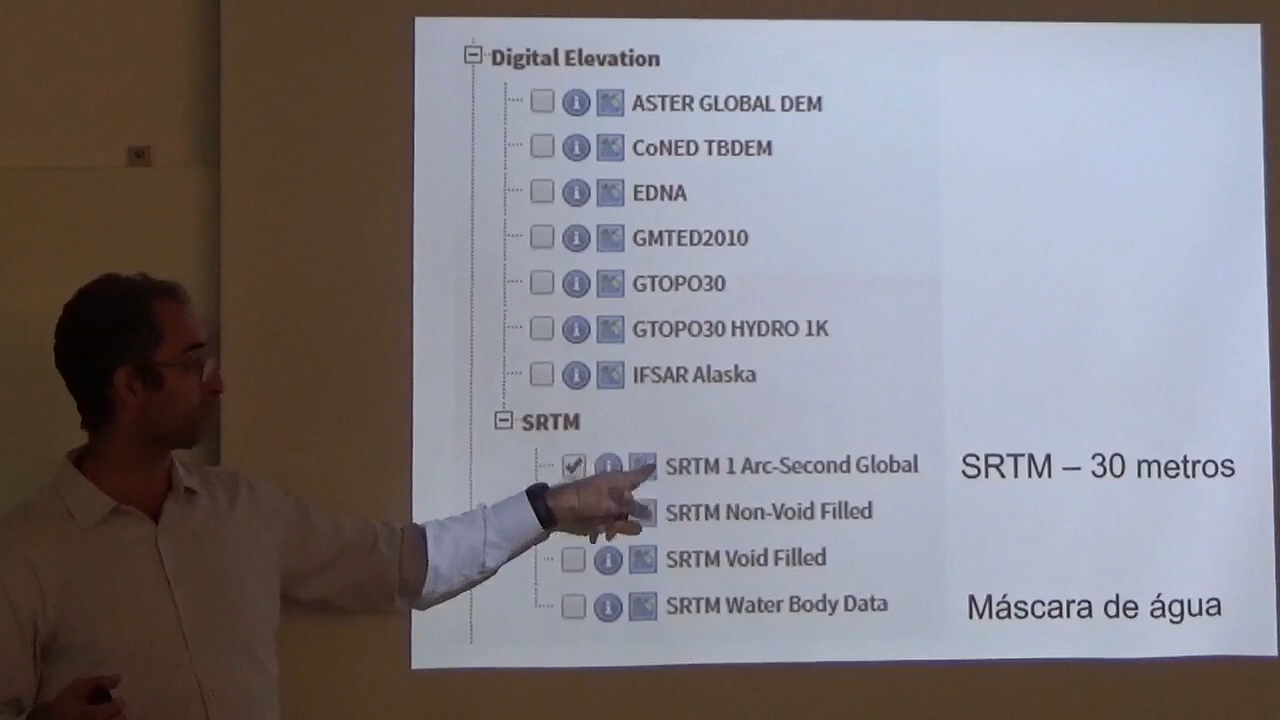 Digital Elevation
ASTER GLOBAL DEM
CoNED TBDEM
EDNA
GMTED2010
GTOPO30
GTOPO30 HYDRO 1K
IFSAR Alaska
SRTM
SRTM 1 Arc-Second Global SRTM – 30 metros
SRTM Non-Void Filled
SRTM Void Filled
SRTM Water Body Data Máscara de água